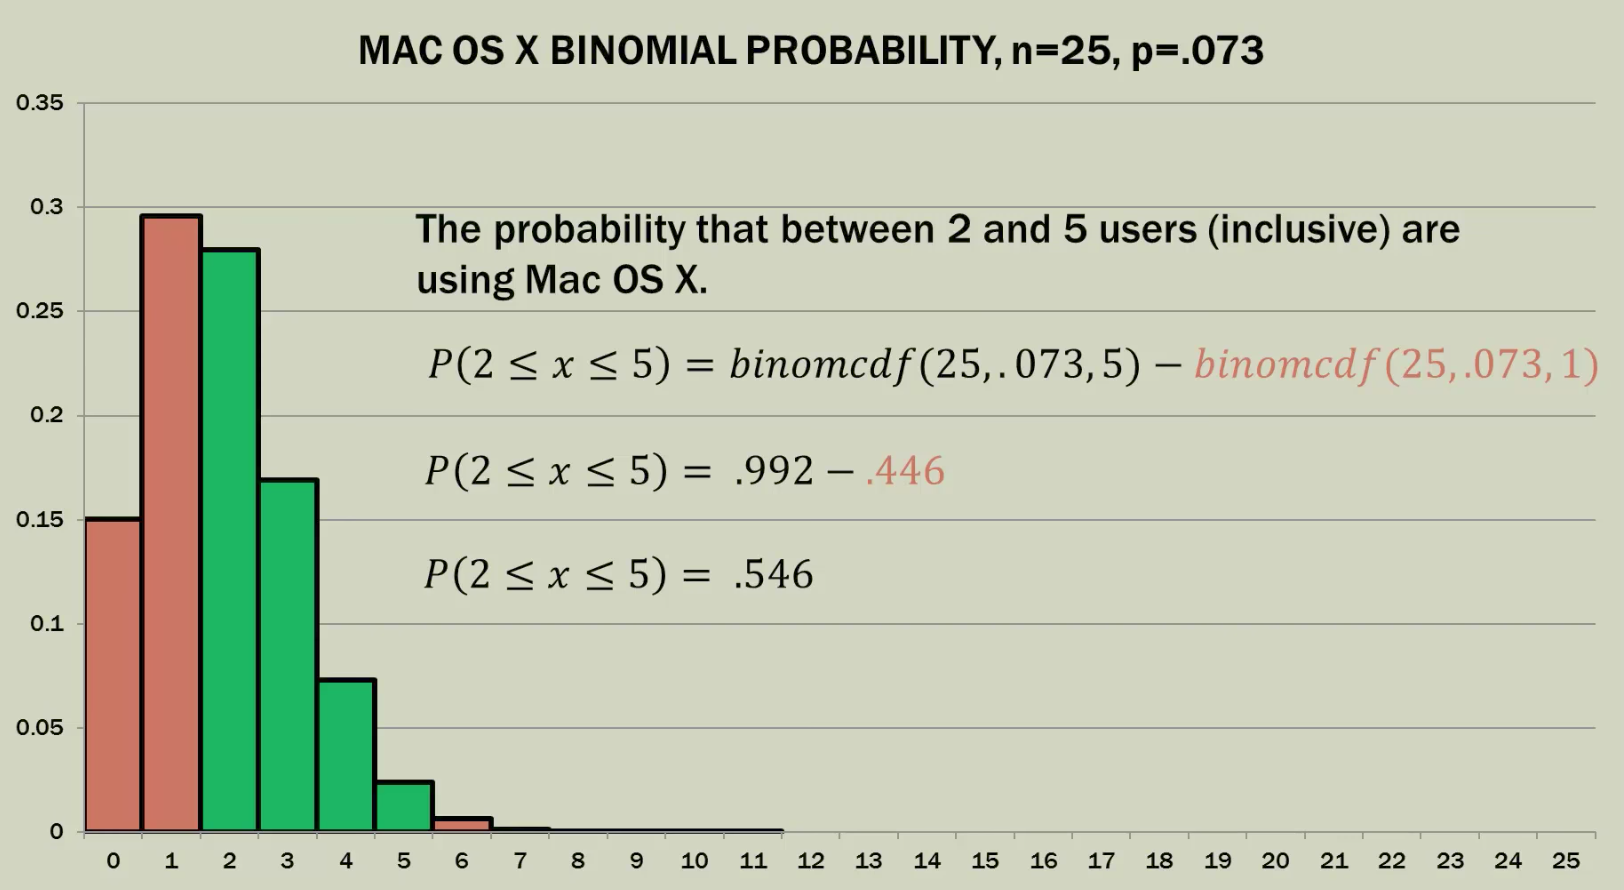 MAC OS X BINOMIAL PROBABILITY, n=25, p=.073
0.35
0.3
0.25
0.2
0.15
0.1
0.05
0
The probability that between 2 and 5 users (inclusive) are
using Mac OS X.
P(2 ≤ x ≤ 5) = binomcdf(25,.073,5) − binomcdf(25,.073,1)
P(2 ≤ x ≤ 5) = .992 − .446
P(2 ≤ x ≤ 5) = .546
0 1 2 3 4 5 6 7 8 9 10 11 12 13 14 15 16 17 18 19 20 21 22 23 24 25